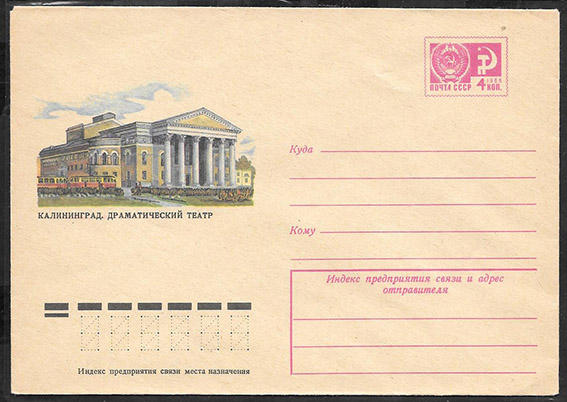 ПОЧТА СССР
1966
4 КОП.
Куда
КАЛИНИНГРАД. ДРАМАТИЧЕСКИЙ ТЕАТР
Кому
Индекс предприятия связи и адрес
отправителя
Индекс предприятия связи места назначения